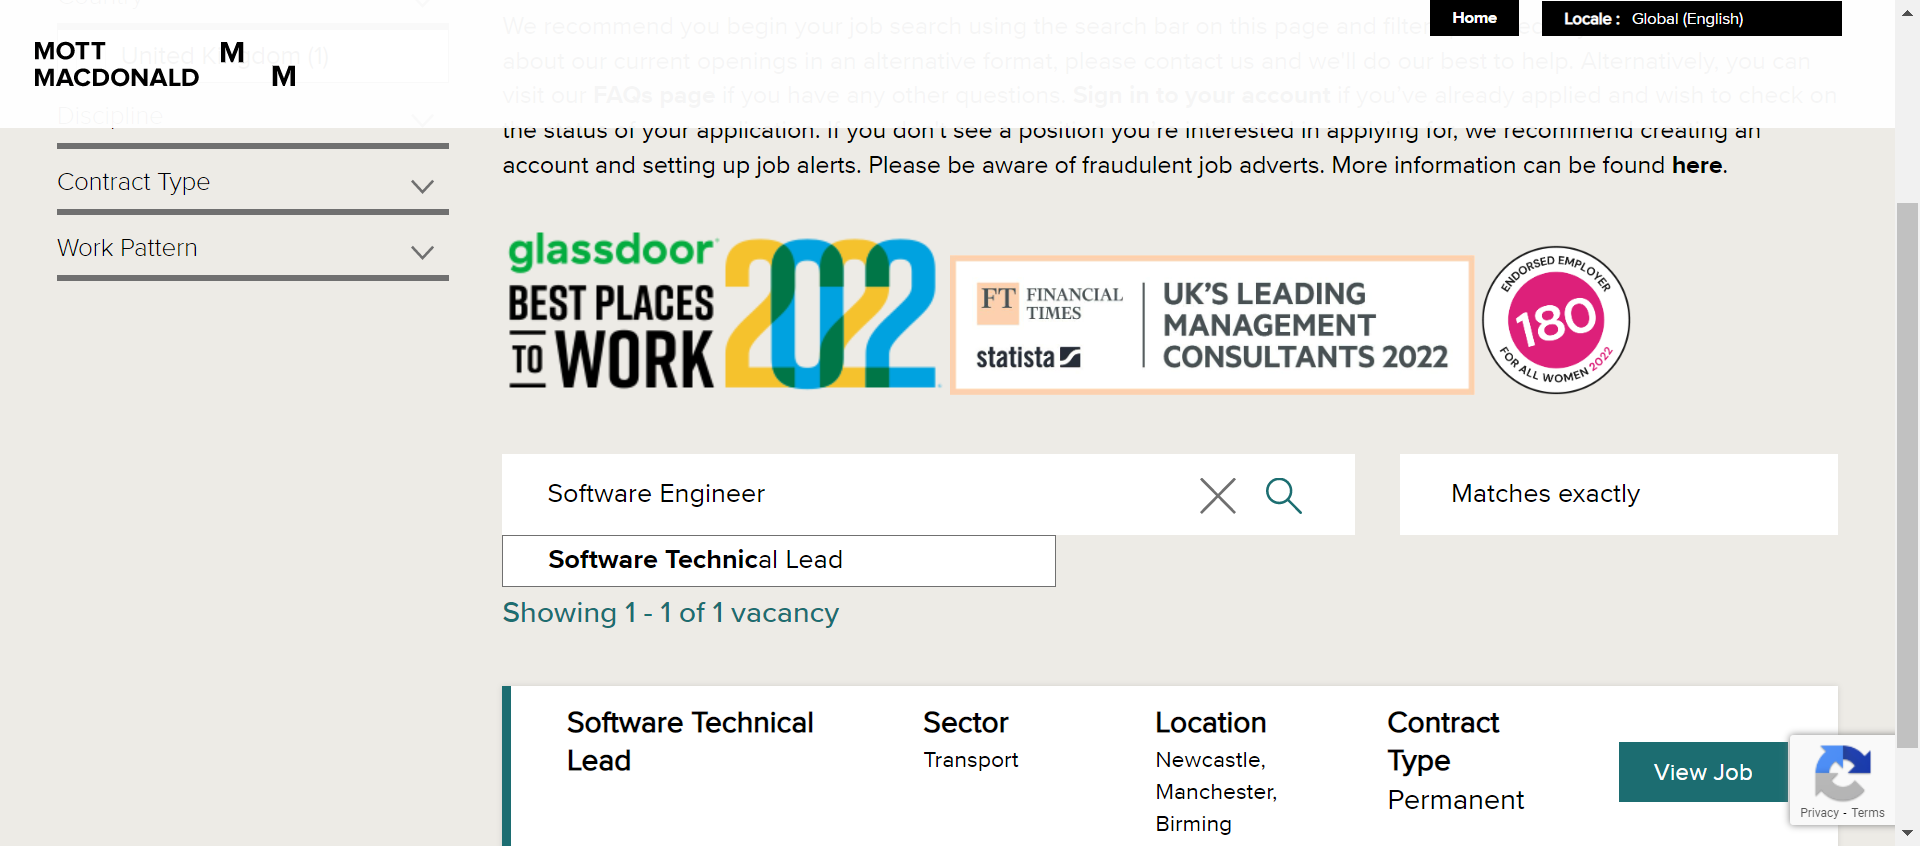 Home
Locale : Global (English)
MOTT
MACDONALD
M
M
United Kingdom (1)
Discipline
Contract Type
Work Pattern
We recommend you begin your job search using the search bar on this page and filter
about our current openings in an alternative format, please contact us and we'll do our best to help. Alternatively, you can
visit our FAQs page if you have any other questions. Sign in to your account if you've already applied and wish to check on
the status of your application. If you don't see a position you're interested in applying for, we recommend creating an
account and setting up job alerts. Please be aware of fraudulent job adverts. More information can be found here.
glassdoor
BEST PLACES
TO WORK
2022
FT FINANCIAL
TIMES
statista
UK'S LEADING
MANAGEMENT
CONSULTANTS 2022
ENDORSED EMPLOYER
180
FOR ALL WOMEN 2022
Software Engineer
Matches exactly
Software Technical Lead
Showing 1 - 1 of 1 vacancy
Software Technical
Lead
Sector
Transport
Location
Newcastle,
Manchester,
Birming
Contract
Type
Permanent
View Job
Privacy - Terms